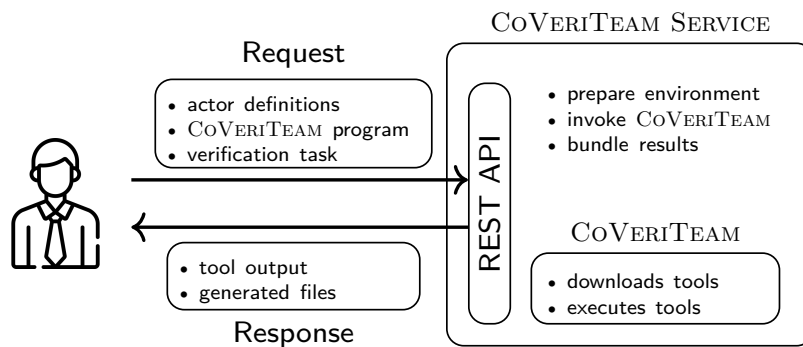 COVERITEAM SERVICE
Request
• actor definitions
• COVERITEAM program
• verification task
REST API
• prepare environment
• invoke COVERITEAM
• bundle results
COVERITEAM
• downloads tools
• executes tools
• tool output
• generated files
Response